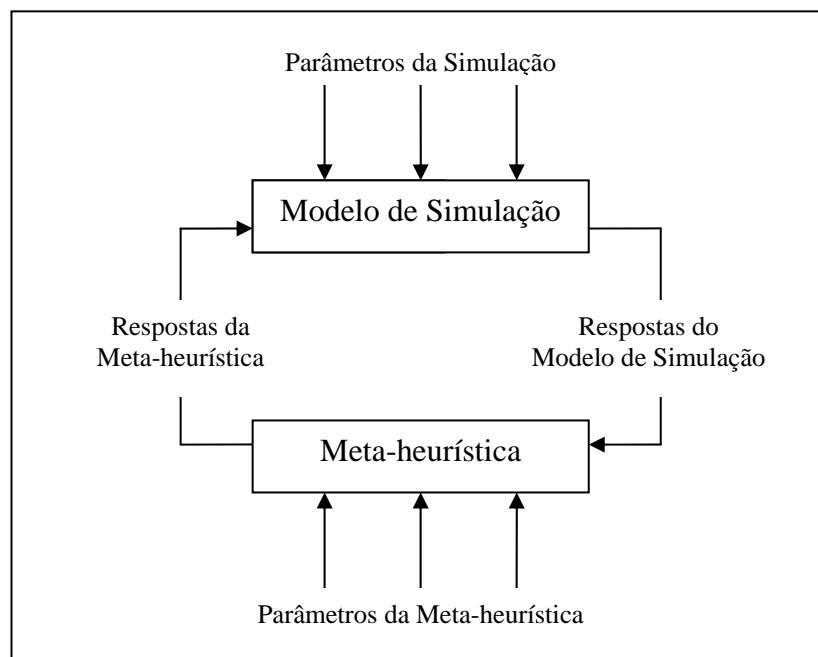 Parâmetros da Simulação
Modelo de Simulação
Respostas da
Meta-heurística
Respostas do
Modelo de Simulação
Meta-heurística
Parâmetros da Meta-heurística